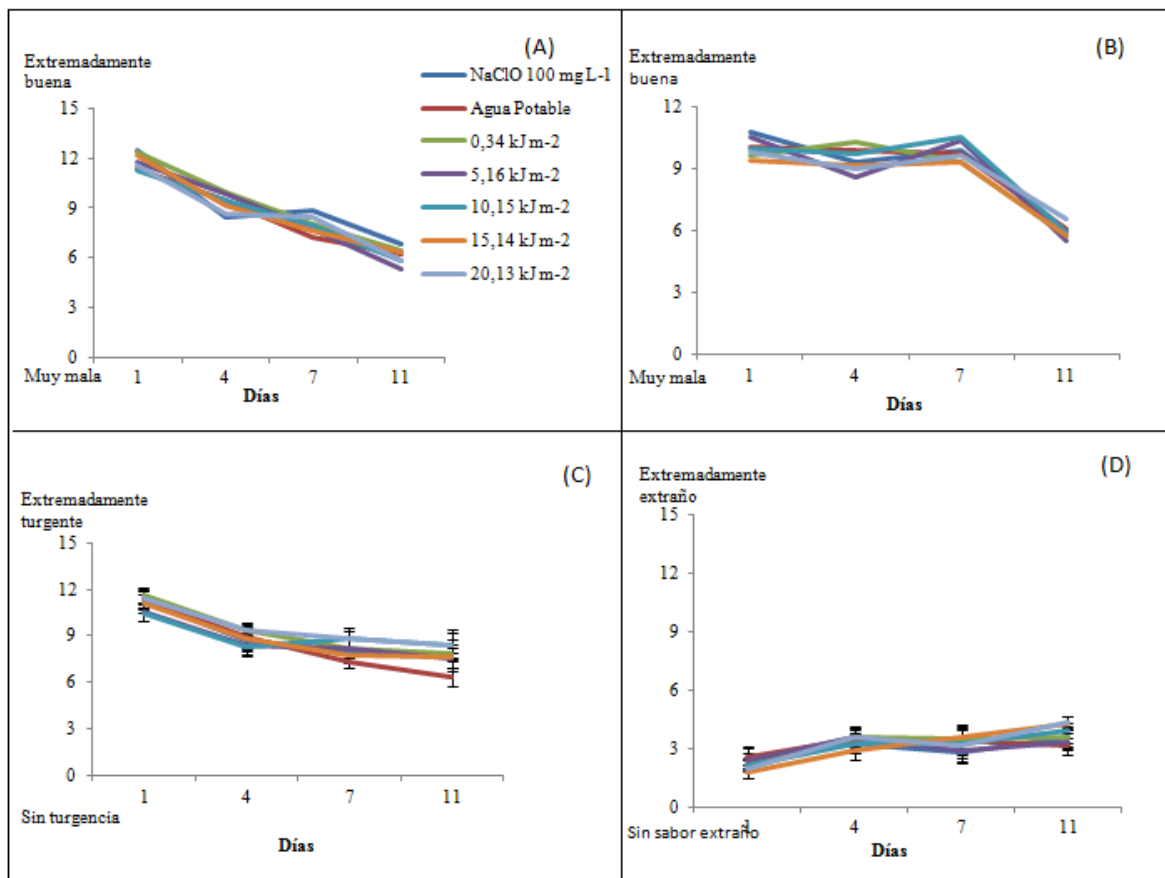 (A)
Extremadamente
buena
15
12
9
6
3
0
Muy mala
1 4 7 11
Días
NaClO 100 mg L-1
Agua Potable
0,34 kJ m-2
5,16 kJ m-2
10,15 kJ m-2
15,14 kJ m-2
20,13 kJ m-2
(B)
Extremadamente
buena
12
9
6
3
0
Muy mala
1 4 7 11
Días
(C)
Extremadamente
turgente
15
12
9
6
3
0
1 4 7 11
Sin turgencia
Días
(D)
Extremadamente
extraño
15
12
9
6
3
0
1 4 7 11
Sin sabor extraño
Días